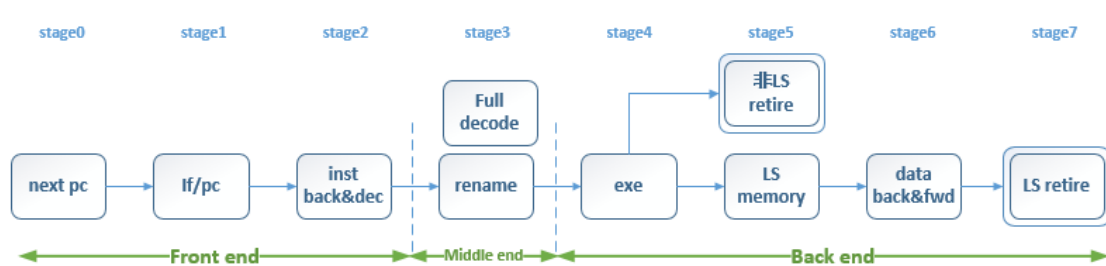 stage0 stage1 stage2 stage3 stage4 stage5 stage6 stage7
Full
decode
非LS
retire
next pc
If/pc
inst
back&dec
rename
exe
LS
memory
data
back&fwd
LS retire
Front end
Middle end
Back end